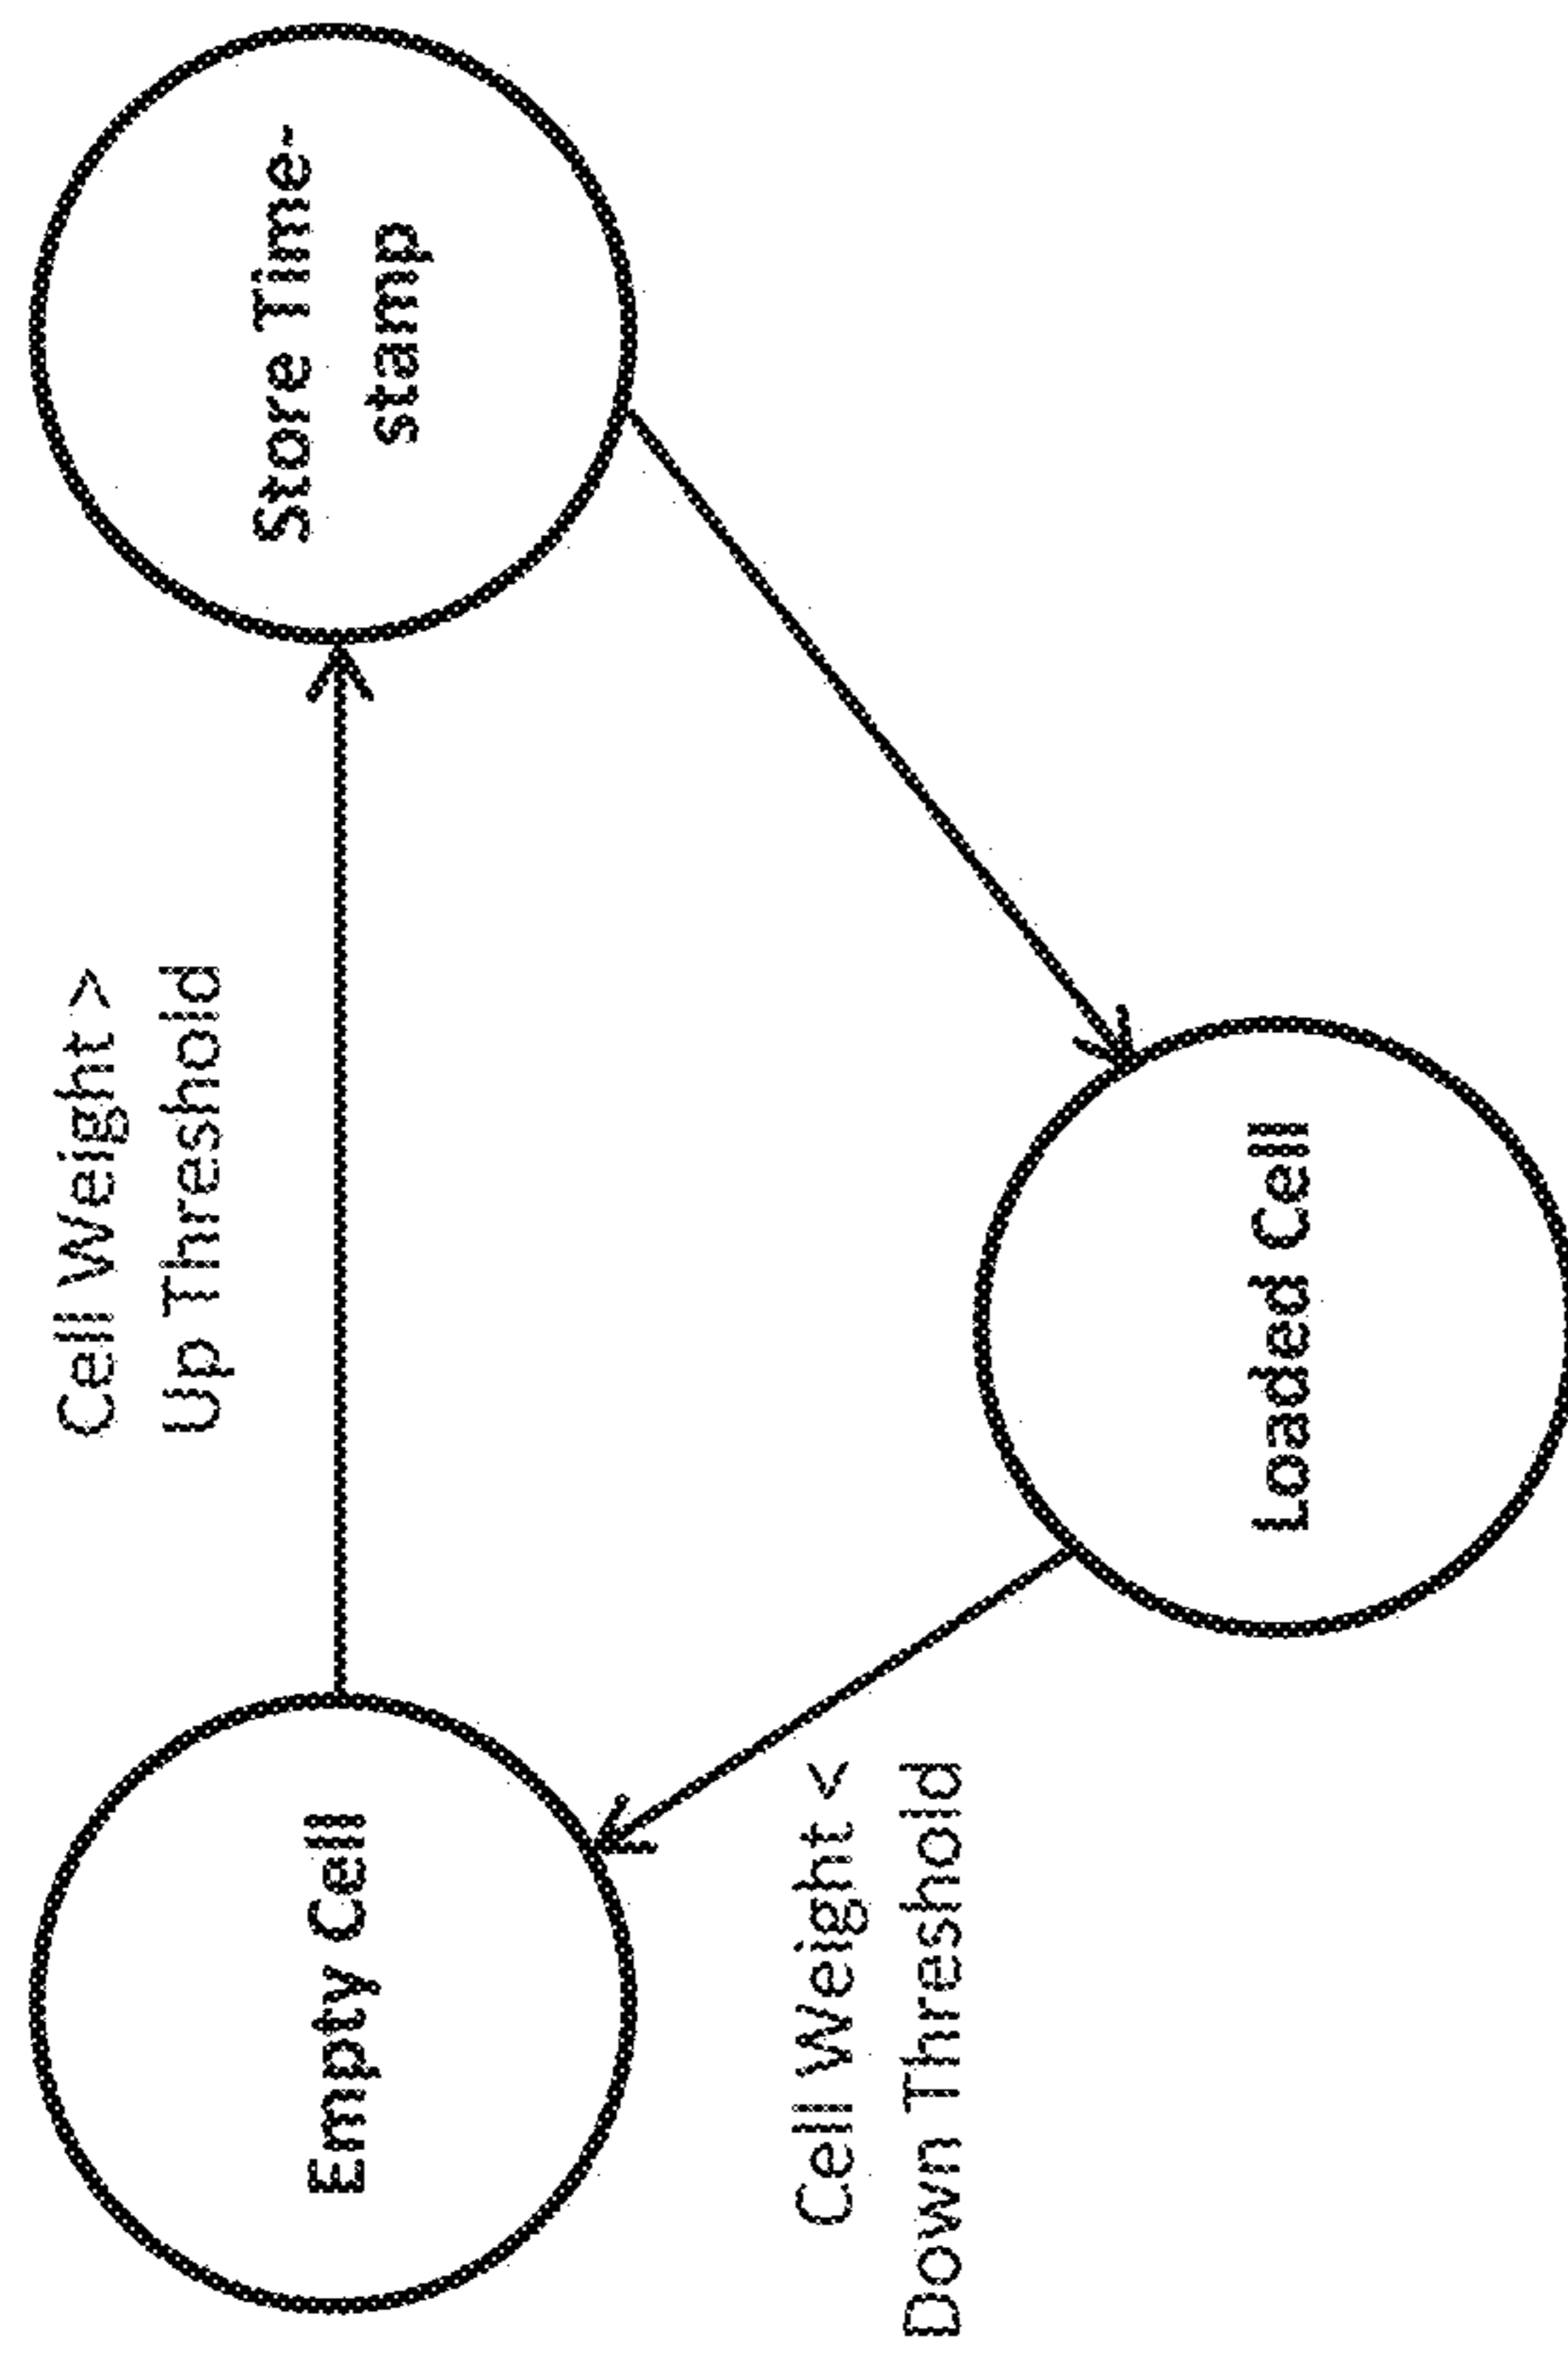 Cell Weight >
Up Threshold
Empty Cell
Store Time-
stamp
Cell Weight <
Down Threshold
Loaded Cell